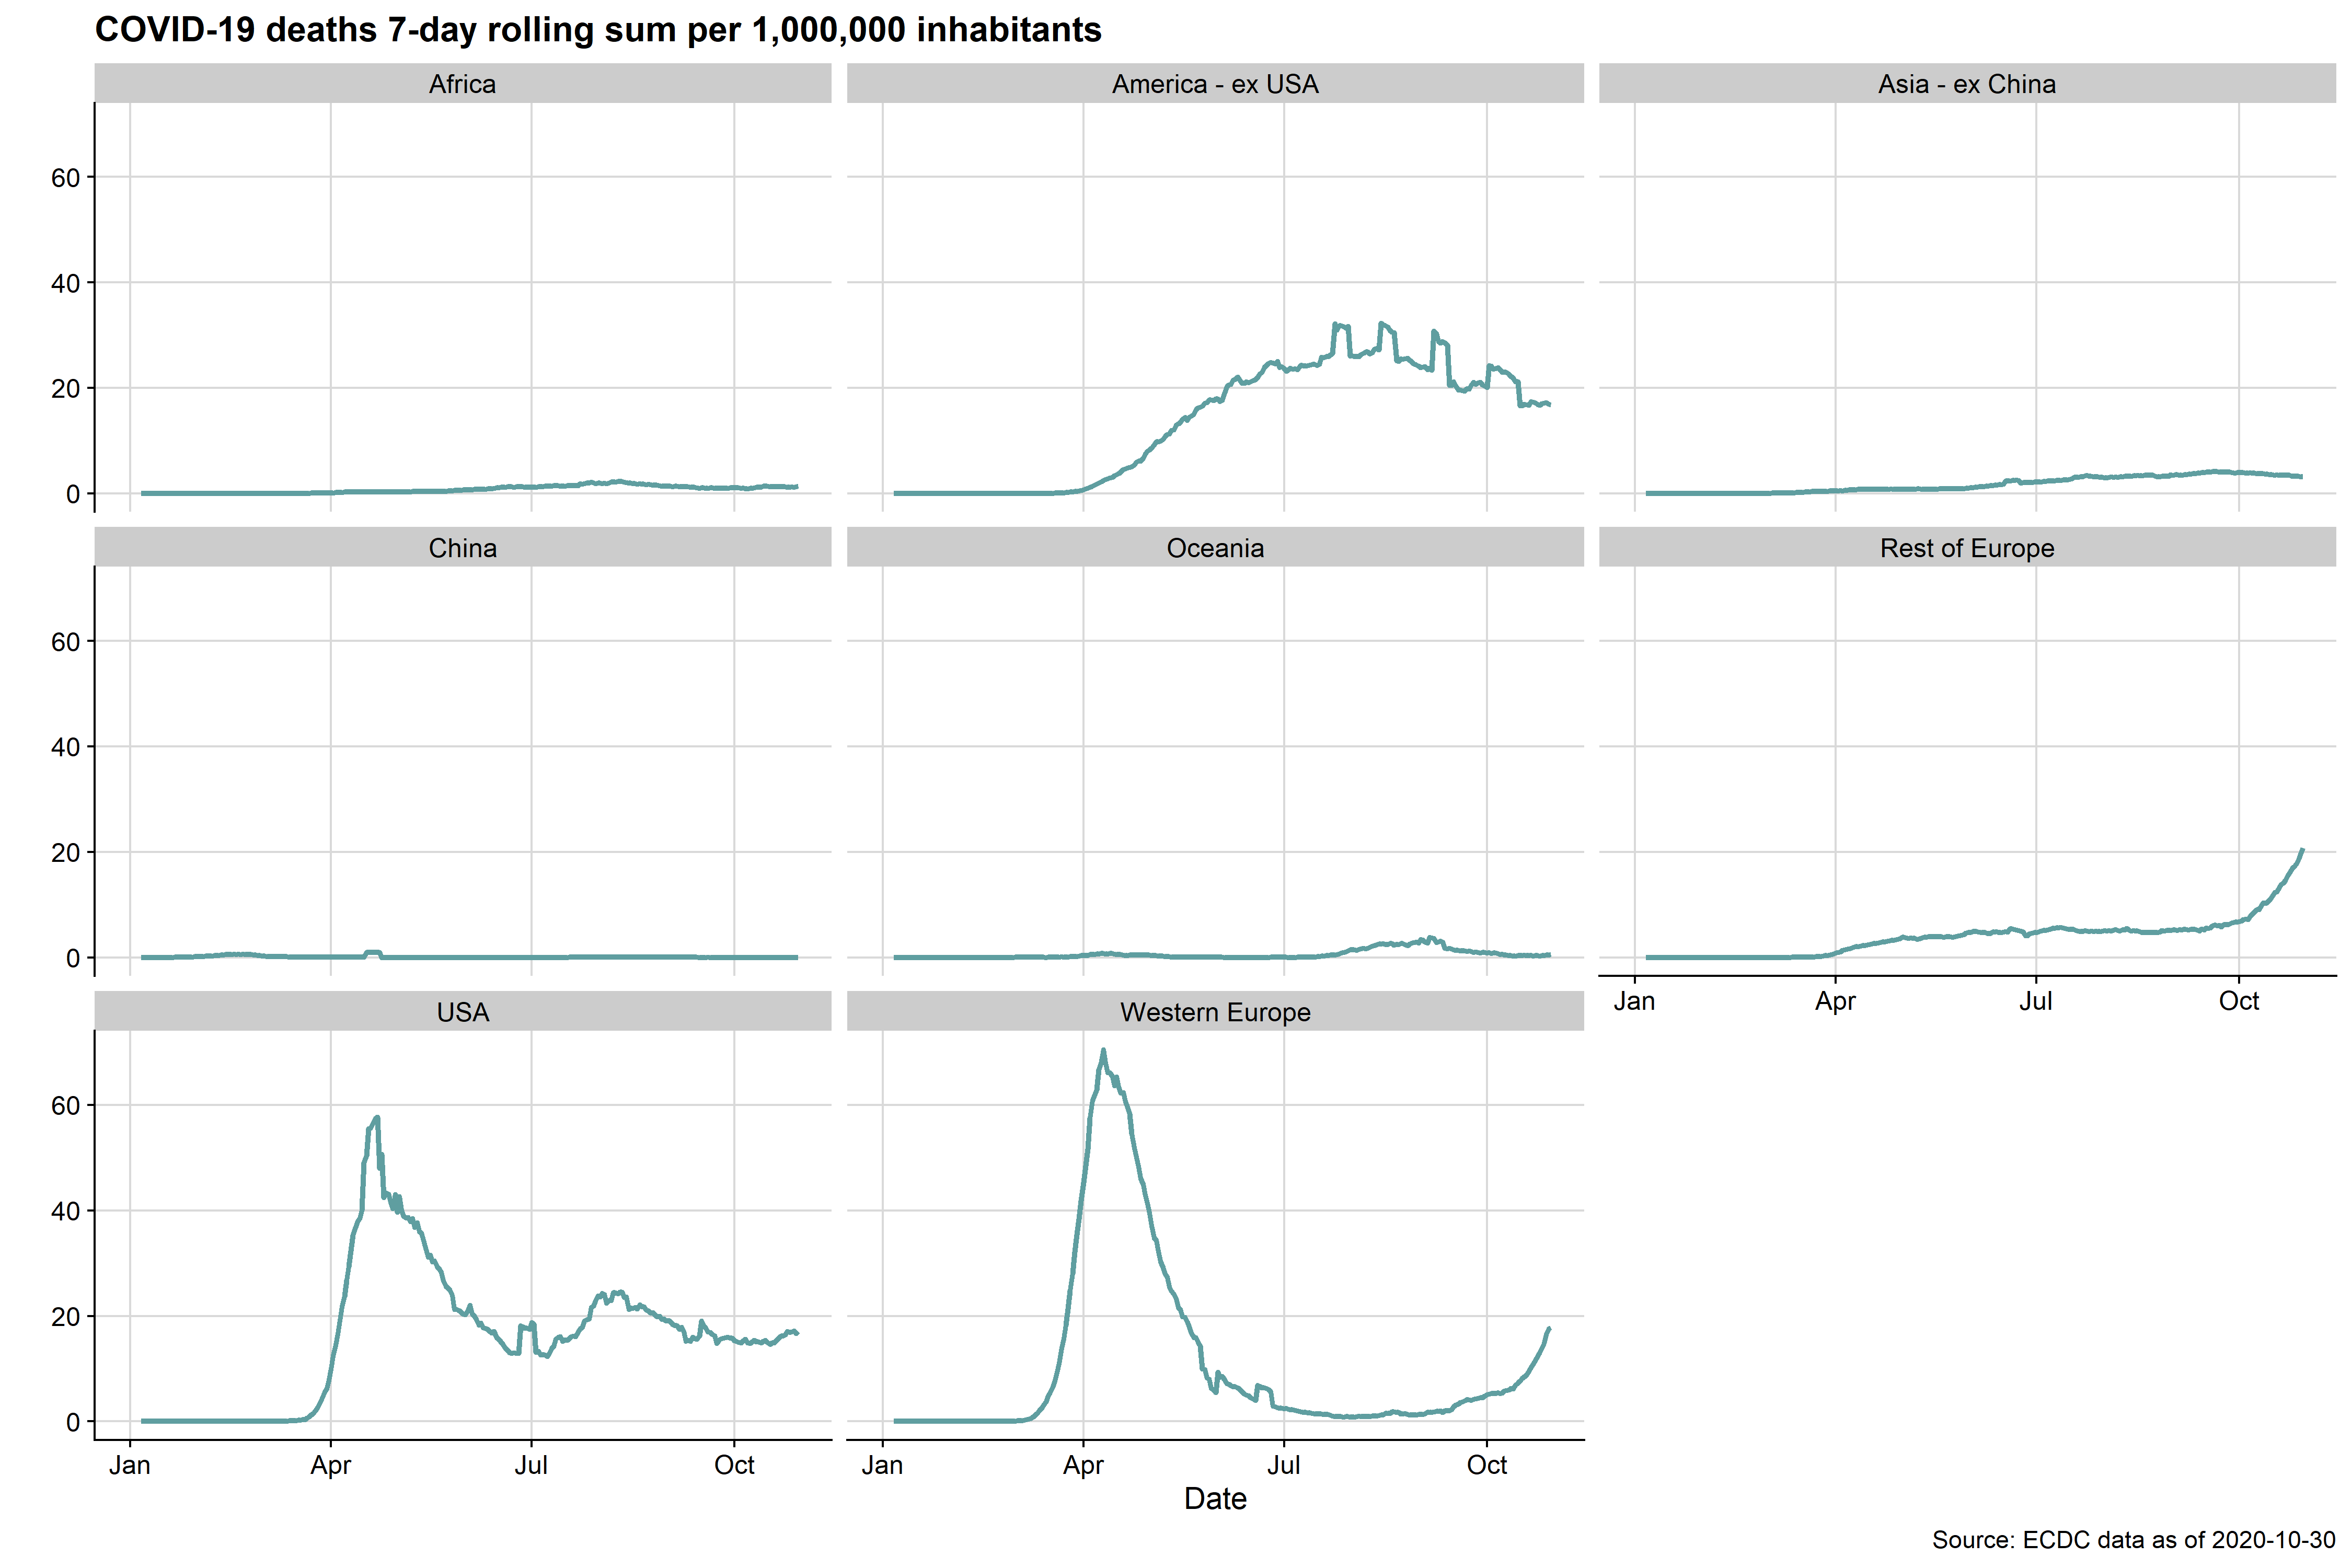 COVID-19 deaths 7-day rolling sum per 1,000,000 inhabitants
Africa
America - ex USA
Asia - ex China
60
40
20
0
China
Oceania
Rest of Europe
60
40
20
0
Jan Apr Jul Oct
USA
Western Europe
60
40
20
0
Jan Apr Jul Oct
Jan Apr Jul Oct
Date
Source: ECDC data as of 2020-10-30